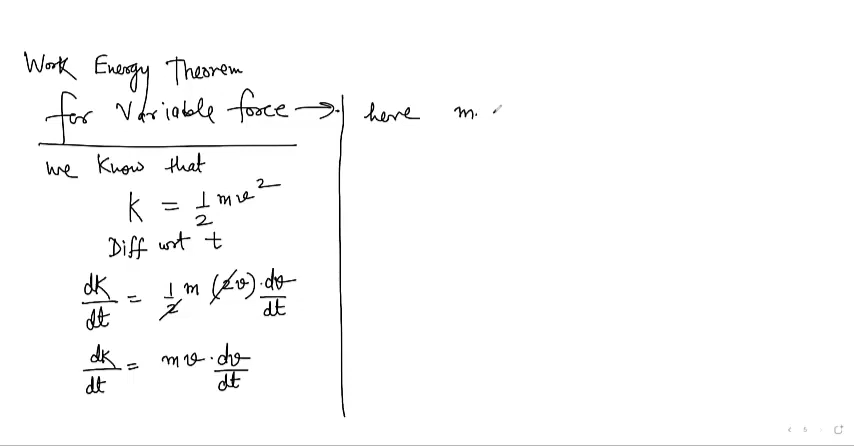 Work Energy Theorem
for Variable force →
we know that
K = 1/2 mv²
Diff wrt t
dK/dt = 1/2 m (2v) · dv/dt
dK/dt = mv · dv/dt
here m.